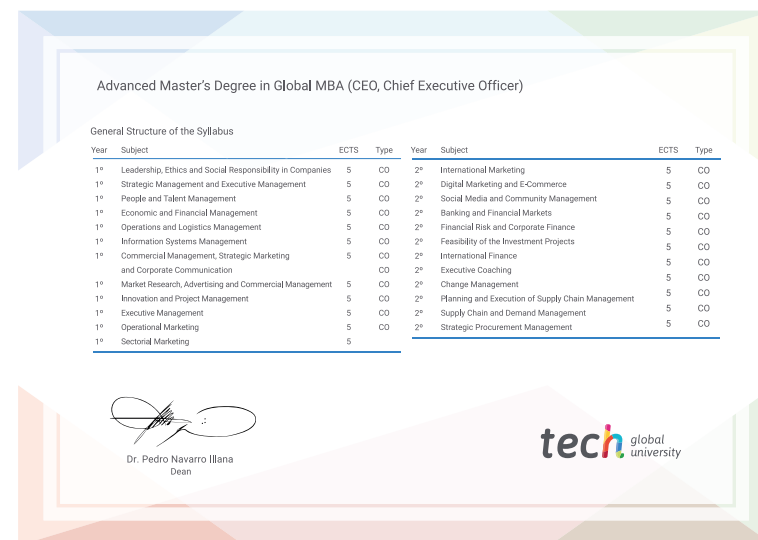 Advanced Master's Degree in Global MBA (CEO, Chief Executive Officer)
General Structure of the Syllabus
Year Subject ECTS Type
1º Leadership, Ethics and Social Responsibility in Companies 5 CO
1º Strategic Management and Executive Management 5 CO
1º People and Talent Management 5 CO
1º Economic and Financial Management 5 CO
1º Operations and Logistics Management 5 CO
1º Information Systems Management 5 CO
1º Commercial Management, Strategic Marketing 5 CO
and Corporate Communication CO
1º Market Research, Advertising and Commercial Management 5 CO
1º Innovation and Project Management 5 CO
1º Executive Management 5 CO
1º Operational Marketing 5 CO
1º Sectorial Marketing 5
Year Subject ECTS Type
2º International Marketing 5 CO
2º Digital Marketing and E-Commerce 5 CO
2º Social Media and Community Management 5 CO
2º Banking and Financial Markets 5 CO
2º Financial Risk and Corporate Finance 5 CO
2º Feasibility of the Investment Projects 5 CO
2º International Finance 5 CO
2º Executive Coaching 5 CO
2º Change Management 5 CO
2º Planning and Execution of Supply Chain Management 5 CO
2º Supply Chain and Demand Management 5 CO
2º Strategic Procurement Management
Dr. Pedro Navarro Illana
Dean
tech global
university